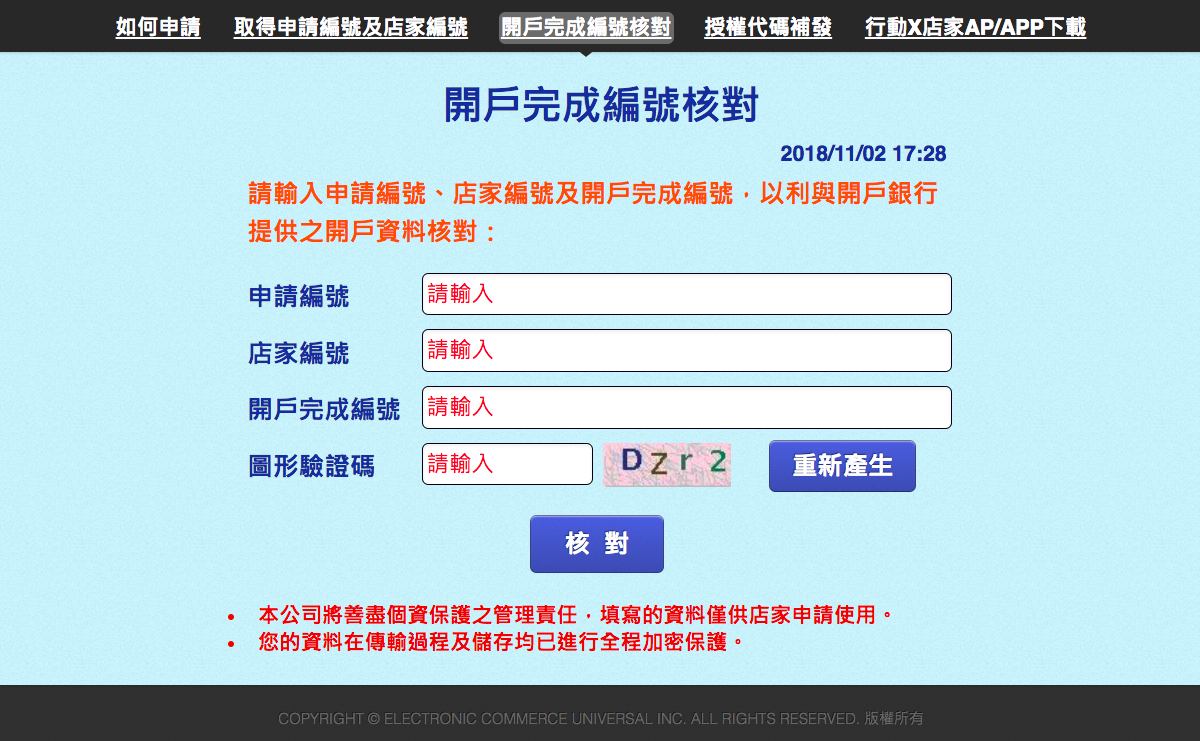 如何申請 取得申請編號及店家編號 開戶完成編號核對 授權代碼補發 行動X店家AP/APP下載
開戶完成編號核對
2018/11/02 17:28
請輸入申請編號、店家編號及開戶完成編號，以利與開戶銀行
提供之開戶資料核對：
申請編號 請輸入
店家編號 請輸入
開戶完成編號 請輸入
圖形驗證碼 請輸入 Dzr2 重新產生
核 對
• 本公司將善盡個資保護之管理責任，填寫的資料僅供店家申請使用。
• 您的資料在傳輸過程及儲存均已進行全程加密保護。
COPYRIGHT © ELECTRONIC COMMERCE UNIVERSAL INC. ALL RIGHTS RESERVED. 版權所有